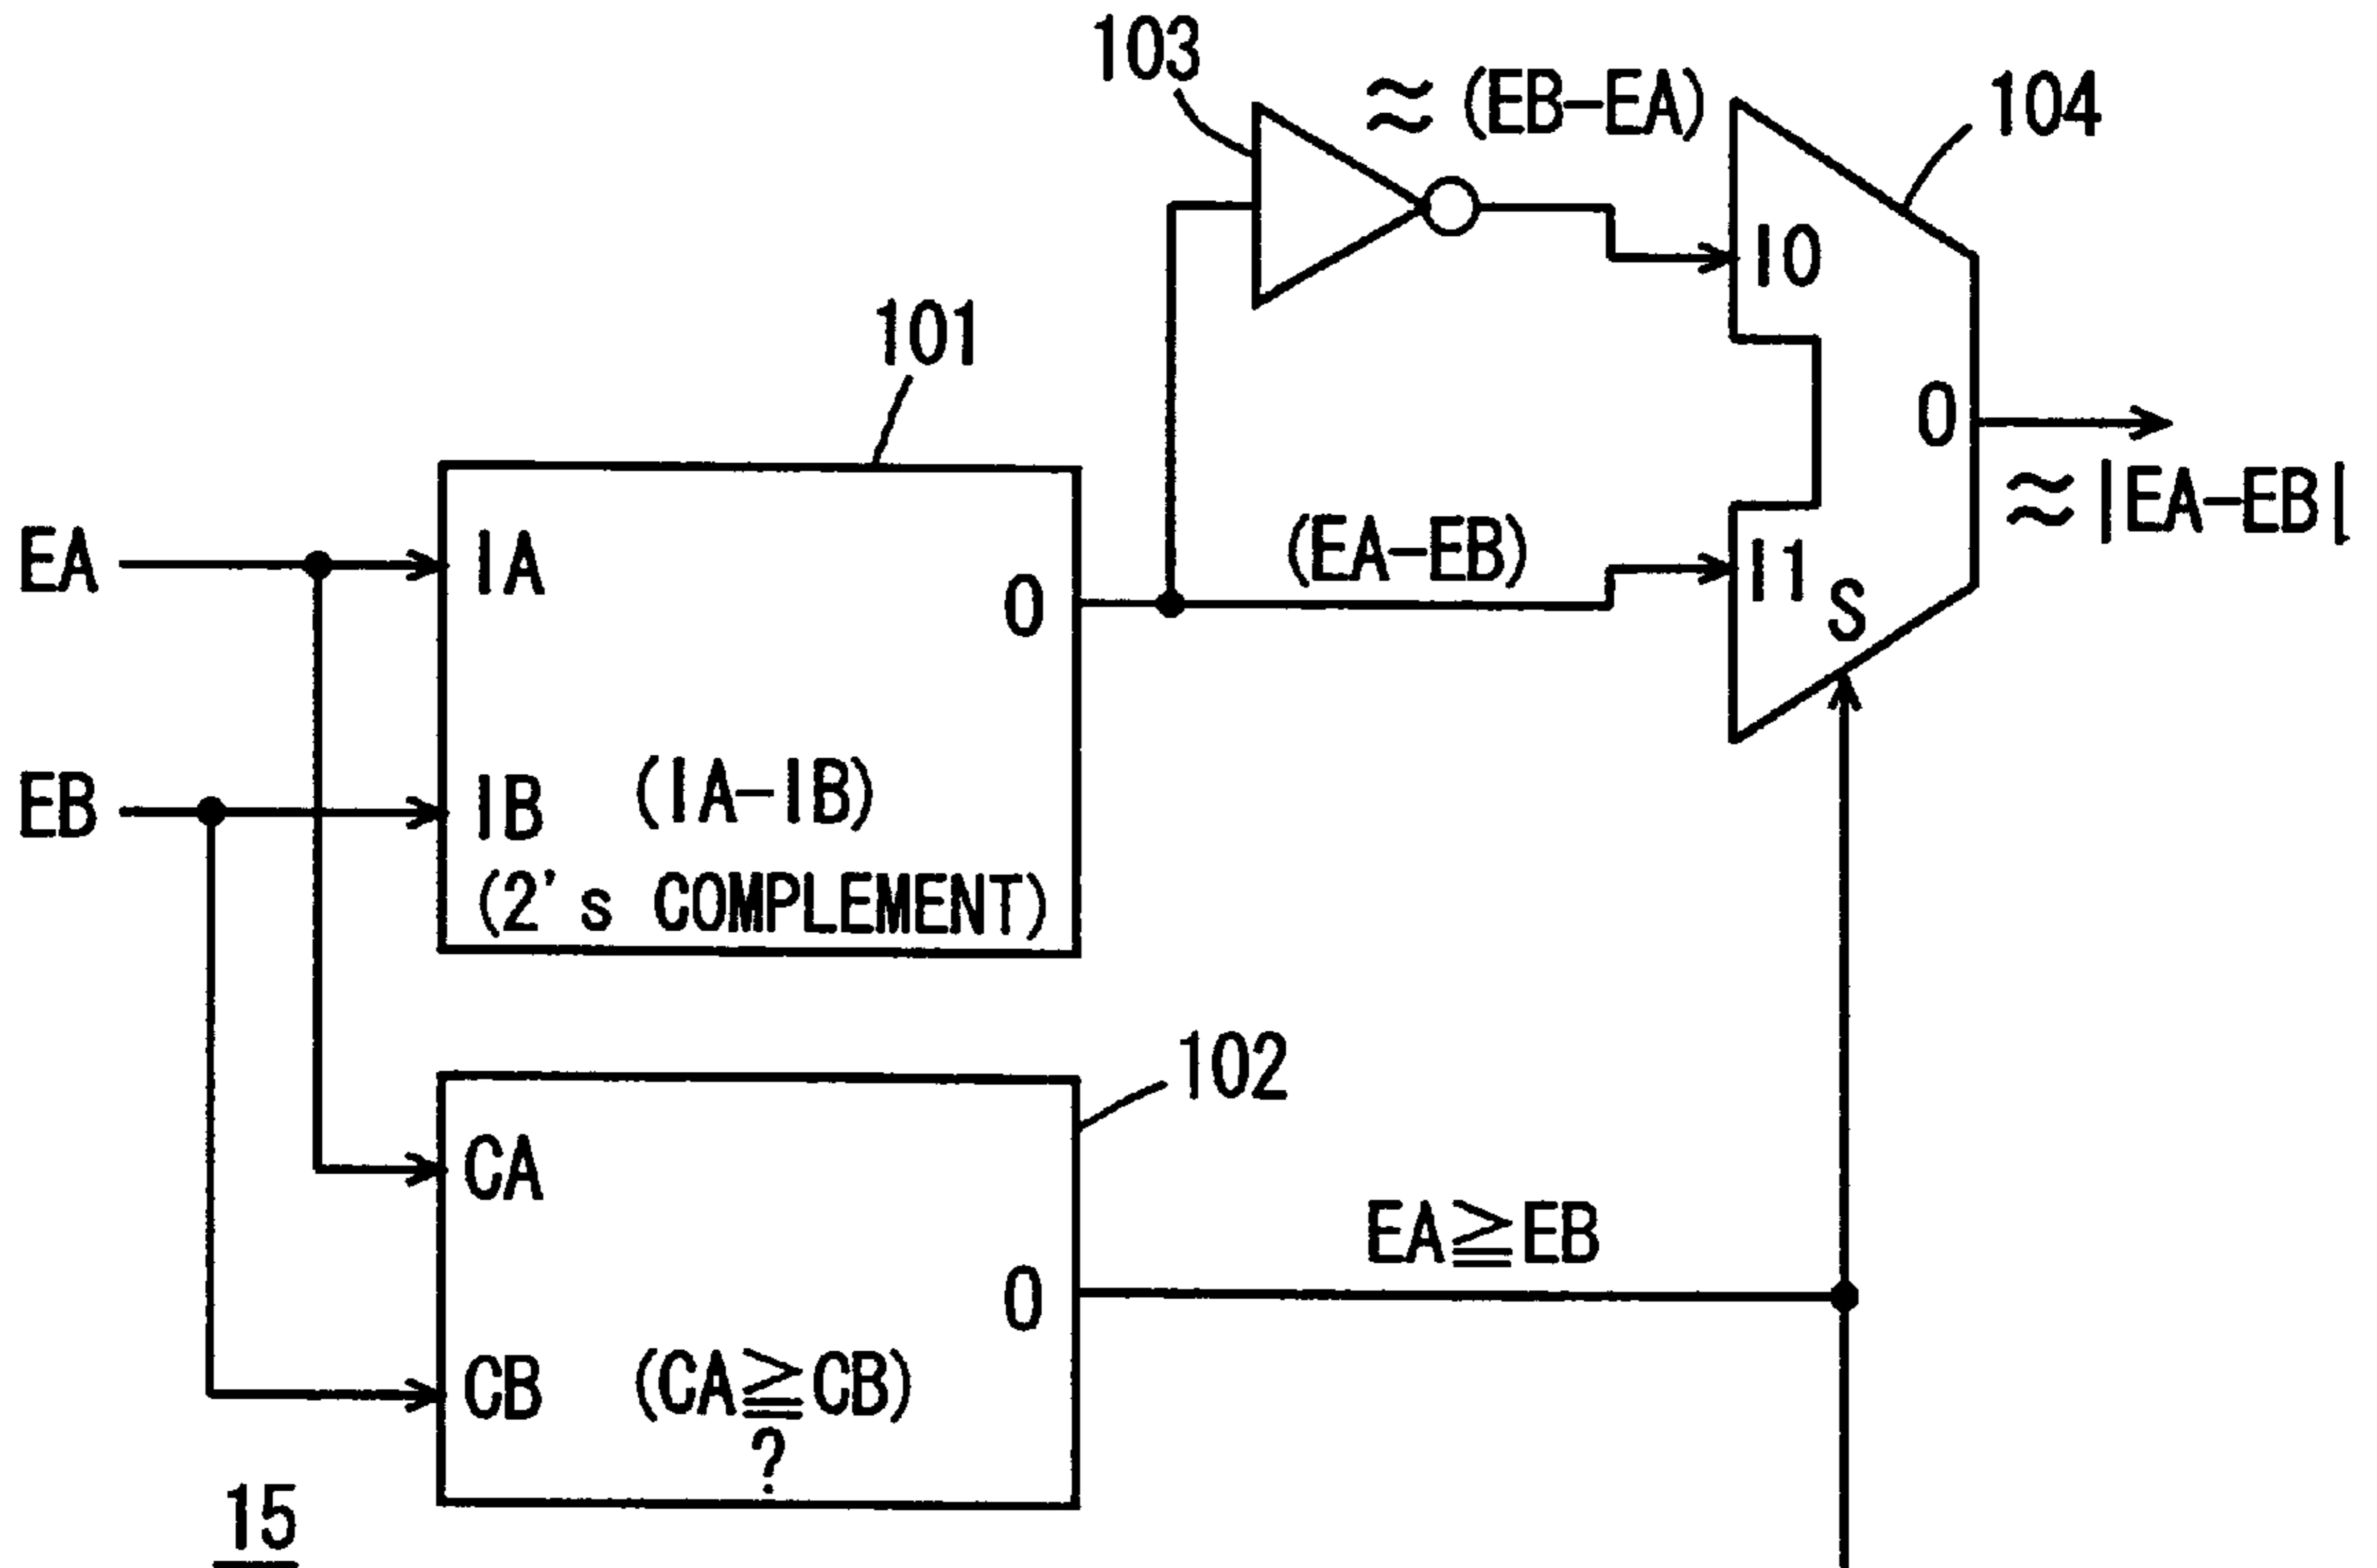 103
≈ (EB-EA)
104
I0
101
O
≈ |EA-EB|
(EA-EB)
I1
S
EA
IA
O
EB
IB
(IA-IB)
(2's COMPLEMENT)
102
CA
EA≧EB
O
CB
(CA≧CB)
?
15